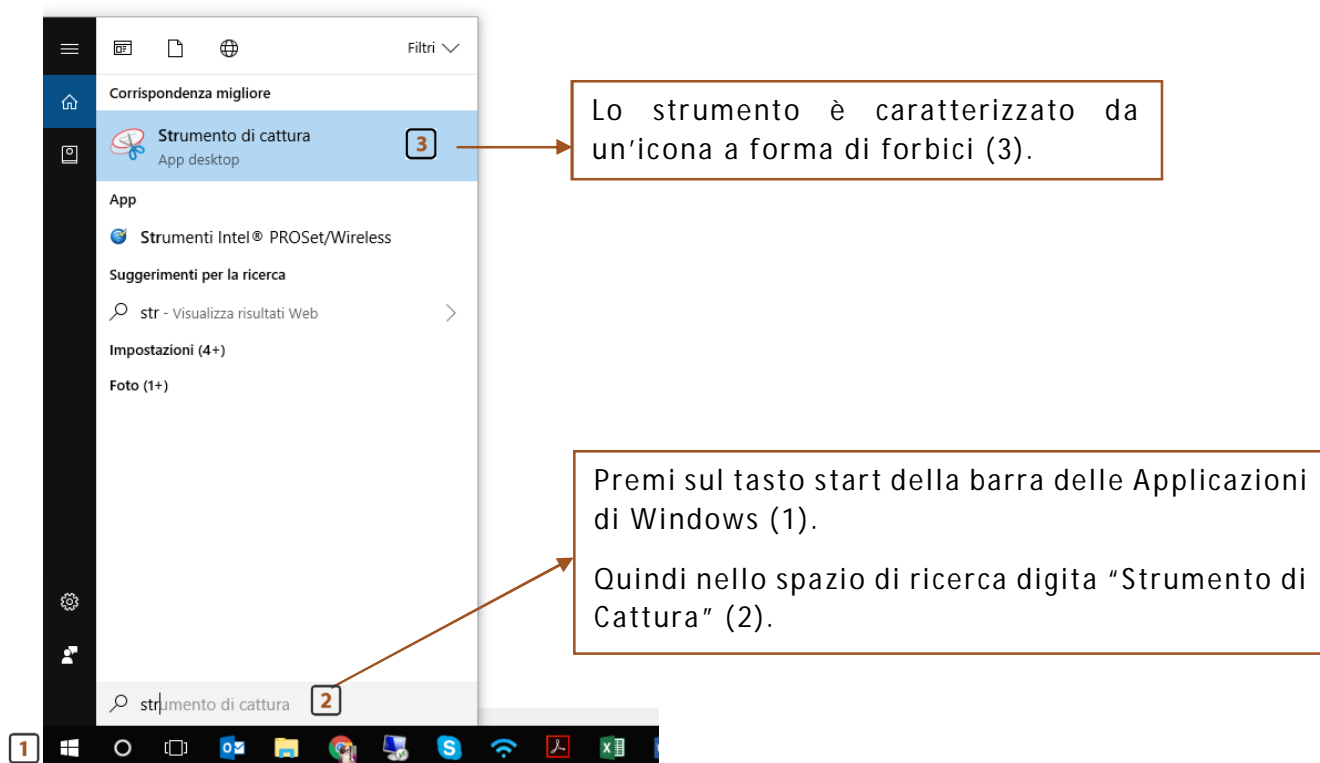 Filtri
Corrispondenza migliore
Strumento di cattura
App desktop
3
App
Strumenti Intel® PROSet/Wireless
Suggerimenti per la ricerca
str - Visualizza risultati Web
Impostazioni (4+)
Foto (1+)
strumento di cattura
2
1
Lo strumento è caratterizzato da
un'icona a forma di forbici (3).
Premi sul tasto start della barra delle Applicazioni
di Windows (1).
Quindi nello spazio di ricerca digita “Strumento di
Cattura” (2).